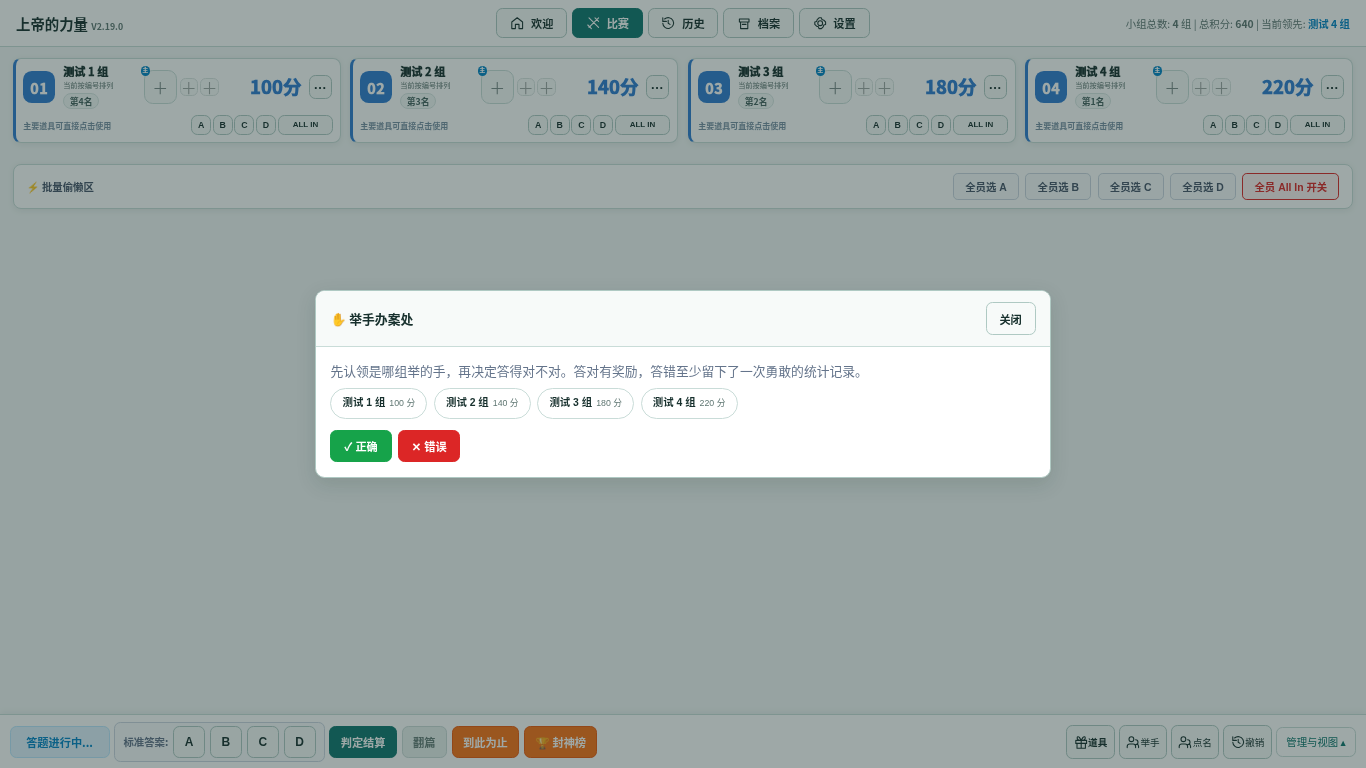 上帝的力量 V2.19.0
欢迎
比赛
历史
档案
设置
小组总数: 4 组 | 总积分: 640 | 当前领先: 测试 4 组
01
测试 1 组
当前按编号排列
第4名
主
100分
主要道具可直接点击使用
A B C D ALL IN
02
测试 2 组
当前按编号排列
第3名
主
140分
主要道具可直接点击使用
A B C D ALL IN
03
测试 3 组
当前按编号排列
第2名
主
180分
主要道具可直接点击使用
A B C D ALL IN
04
测试 4 组
当前按编号排列
第1名
主
220分
主要道具可直接点击使用
A B C D ALL IN
⚡ 批量偷懒区
全员选 A
全员选 B
全员选 C
全员选 D
全员 All In 开关
✋ 举手办案处
关闭
先认领是哪组举的手，再决定答得对不对。答对有奖励，答错至少留下了一次勇敢的统计记录。
测试 1 组 100 分
测试 2 组 140 分
测试 3 组 180 分
测试 4 组 220 分
✓ 正确
✕ 错误
答题进行中...
标准答案: A B C D
判定结算
翻篇
到此为止
🏆 封神榜
道具
举手
点名
撤销
管理与视图 ▴